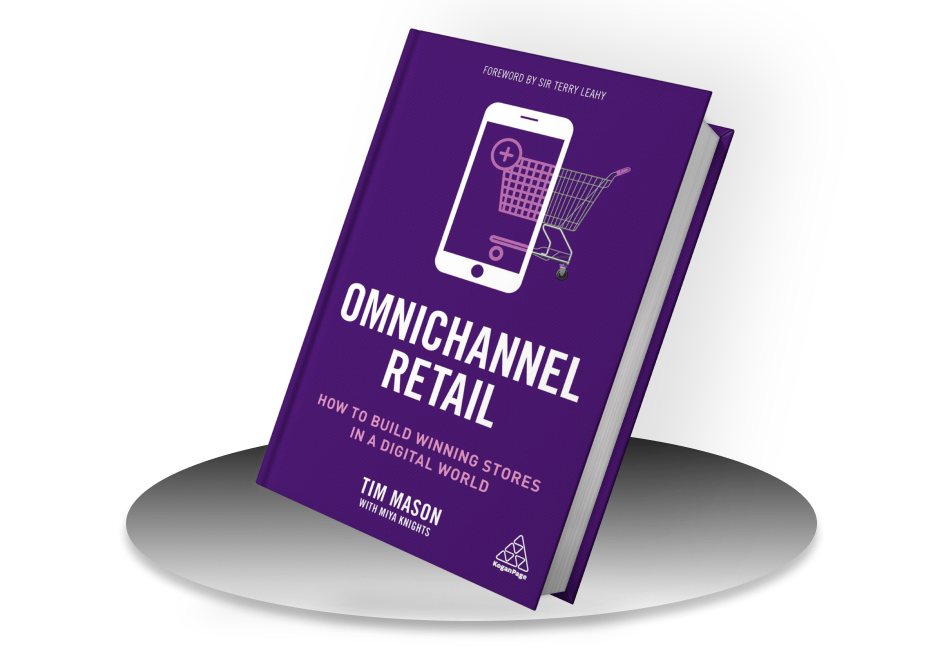 FOREWORD BY SIR TERRY LEAHY
OMNICHANNEL
RETAIL
HOW TO BUILD WINNING STORES
IN A DIGITAL WORLD
TIM MASON
WITH MIYA KNIGHTS
KoganPage